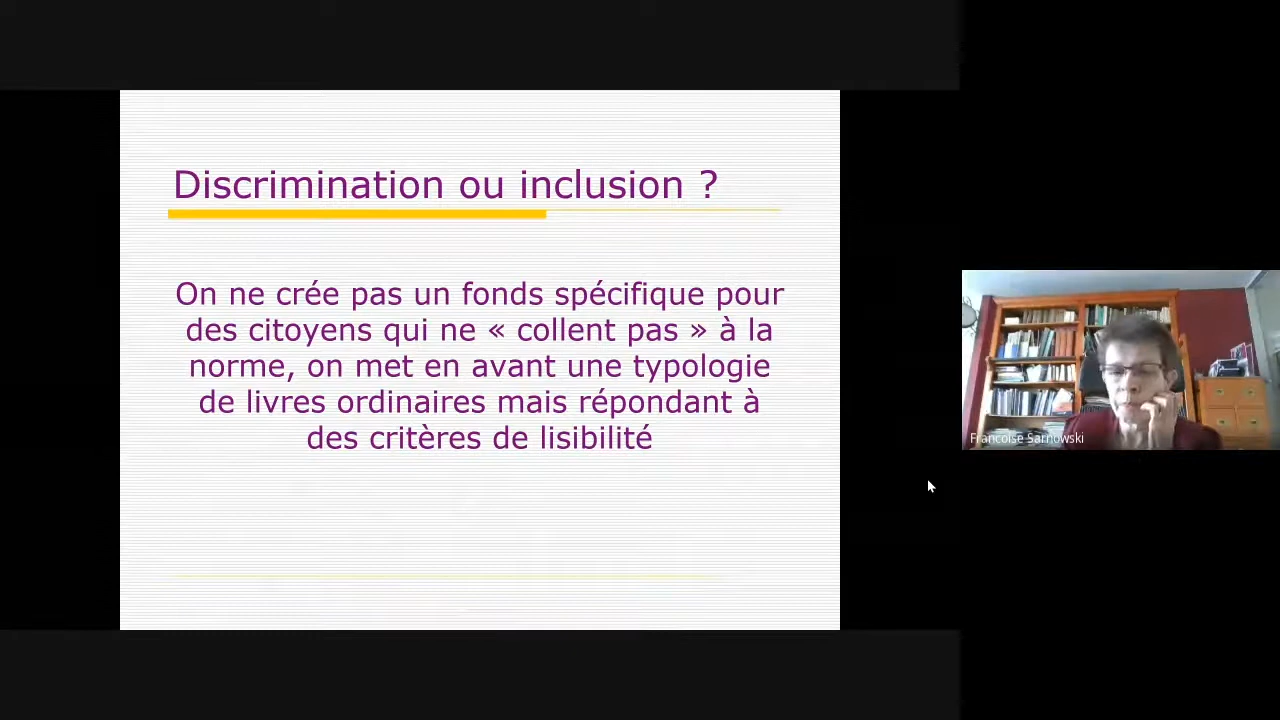 Discrimination ou inclusion ?
On ne crée pas un fonds spécifique pour
des citoyens qui ne « collent pas » à la
norme, on met en avant une typologie
de livres ordinaires mais répondant à
des critères de lisibilité
Francoise Sarnowski